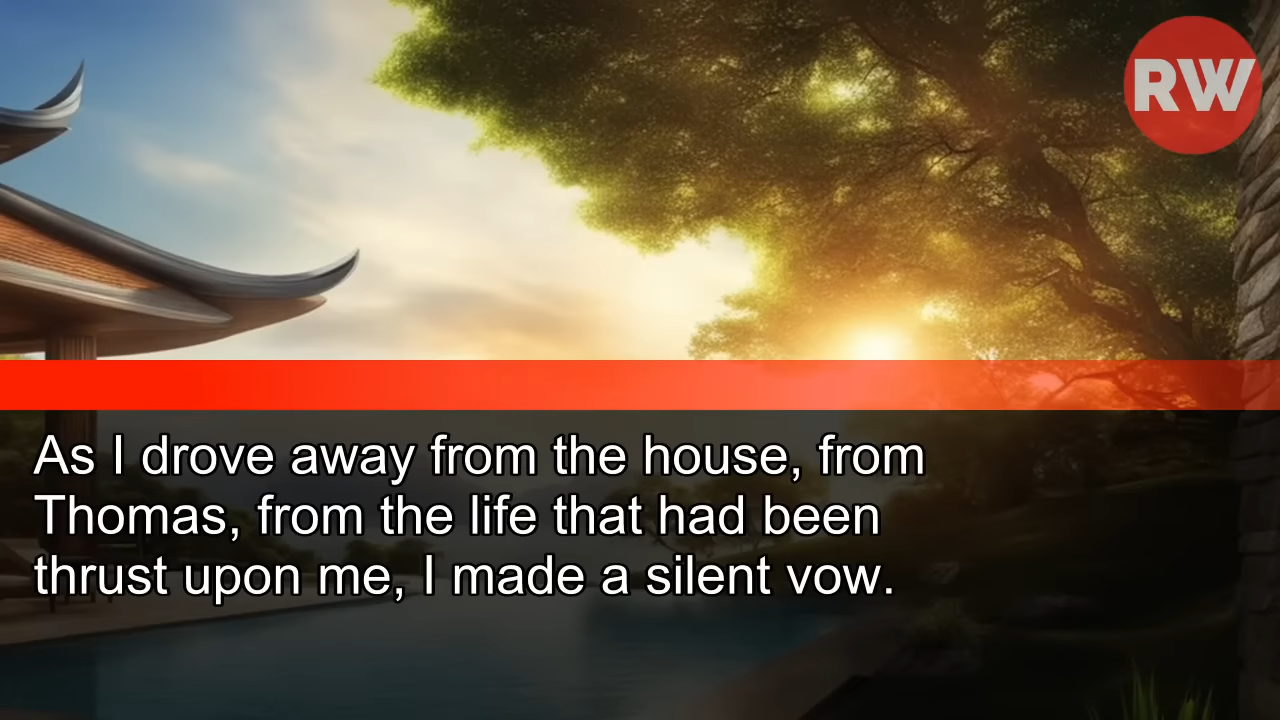 RW
As I drove away from the house, from
Thomas, from the life that had been
thrust upon me, I made a silent vow.